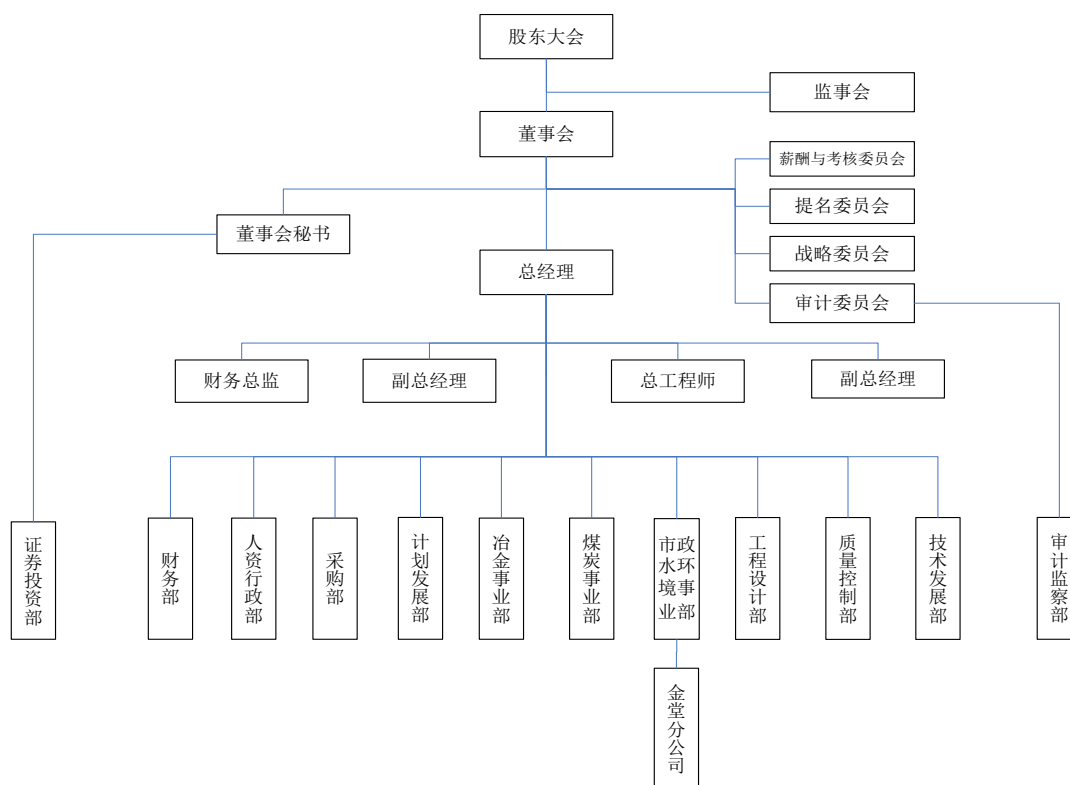 股东大会
监事会
董事会
薪酬与考核委员会
提名委员会
董事会秘书
战略委员会
总经理
审计委员会
财务总监
副总经理
总工程师
副总经理
证券投资部
财务部
人资行政部
采购部
计划发展部
冶金事业部
煤炭事业部
市政水环境事业部
工程设计部
质量控制部
技术发展部
审计监察部
金堂分公司